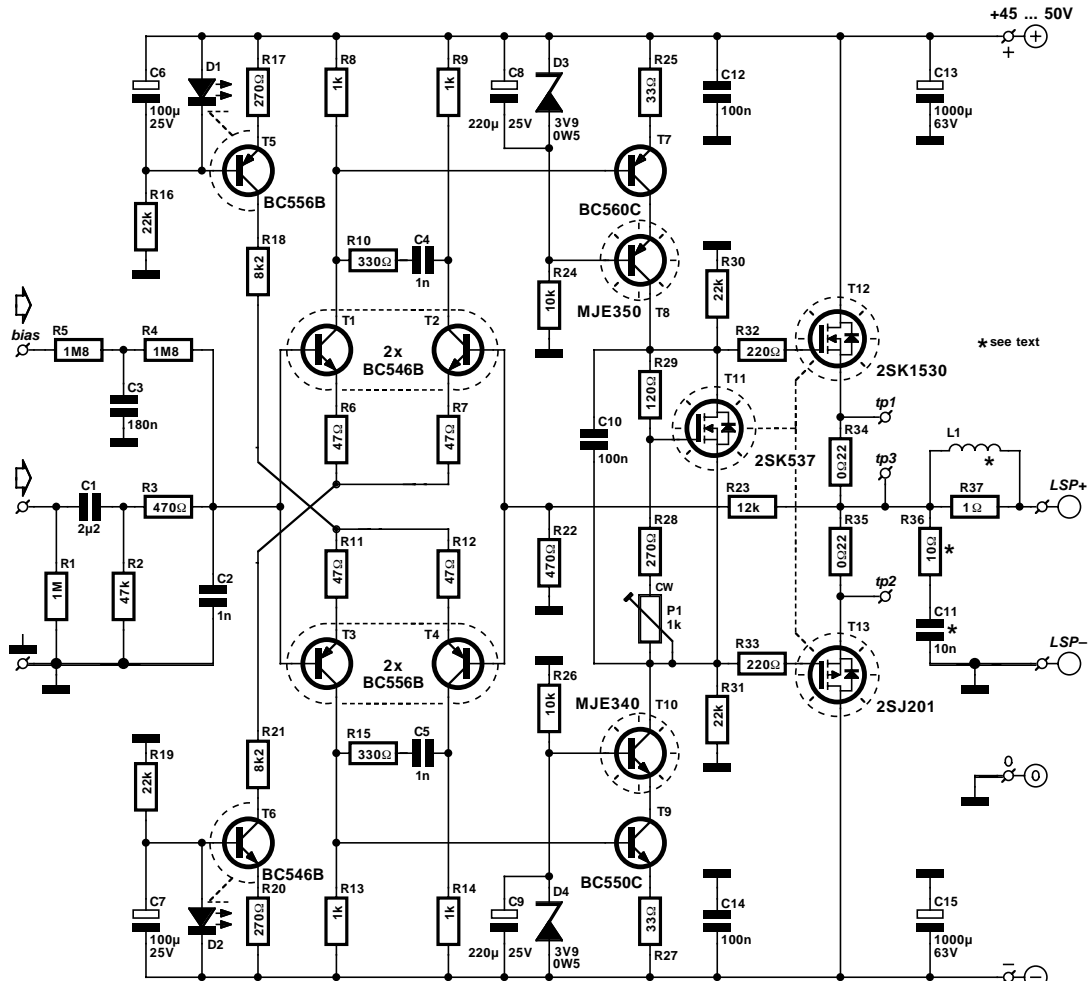 +45 ... 50V
+
+
C6
100µ
25V
D1
R17
270Ω
R8
1k
R9
1k
C8
220µ 25V
D3
3V9
0W5
R25
33Ω
C12
100n
C13
1000µ
63V
T5
BC556B
T7
BC560C
R16
22k
R18
8k2
R10
330Ω
C4
1n
R24
10k
MJE350
T8
R30
22k
T12
2SK1530
R32
220Ω
* see text
bias
R5
1M8
R4
1M8
C3
180n
T1
T2
2x
BC546B
R6
47Ω
R7
47Ω
R29
120Ω
T11
2SK537
C10
100n
tp1
R34
0Ω22
tp3
L1
*
R37
1Ω
LSP+
C1
2µ2
R3
470Ω
R23
12k
R1
1M
R2
47k
C2
1n
R11
47Ω
R12
47Ω
R22
470Ω
R28
270Ω
CW
P1
1k
R35
0Ω22
tp2
R36
10Ω
*
C11
*
10n
LSP–
T3
T4
2x
BC556B
R33
220Ω
T13
2SJ201
R26
10k
MJE340
T10
R31
22k
R15
330Ω
C5
1n
R19
22k
R21
8k2
0
0
T6
BC546B
T9
BC550C
R20
270Ω
R13
1k
R14
1k
C7
100µ
25V
D2
C9
220µ 25V
D4
3V9
0W5
33Ω
R27
C14
100n
C15
1000µ
63V
–
–